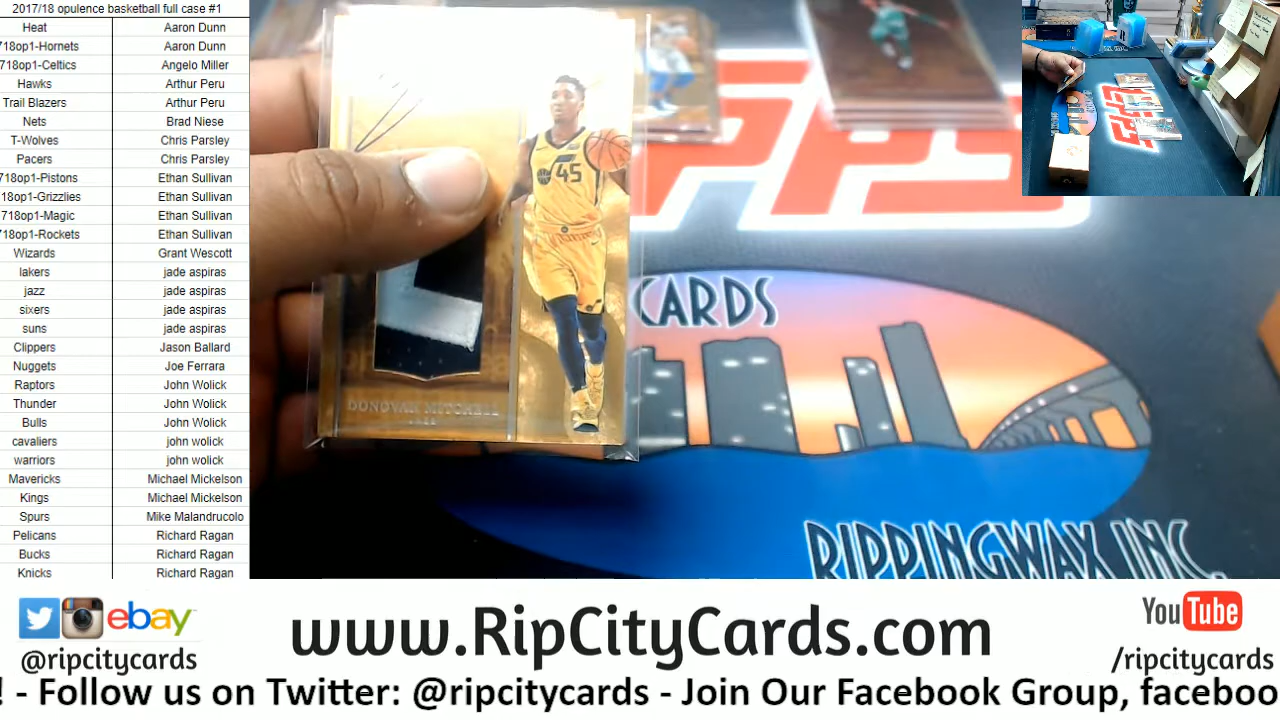 2017/18 opulence basketball full case #1
Heat Aaron Dunn
718op1-Hornets Aaron Dunn
718op1-Celtics Angelo Miller
Hawks Arthur Peru
Trail Blazers Arthur Peru
Nets Brad Niese
T-Wolves Chris Parsley
Pacers Chris Parsley
718op1-Pistons Ethan Sullivan
18op1-Grizzlies Ethan Sullivan
718op1-Magic Ethan Sullivan
718op1-Rockets Ethan Sullivan
Wizards Grant Wescott
lakers jade aspiras
jazz jade aspiras
sixers jade aspiras
suns jade aspiras
Clippers Jason Ballard
Nuggets Joe Ferrara
Raptors John Wolick
Thunder John Wolick
Bulls John Wolick
cavaliers john wolick
warriors john wolick
Mavericks Michael Mickelson
Kings Michael Mickelson
Spurs Mike Malandrucolo
Pelicans Richard Ragan
Bucks Richard Ragan
Knicks Richard Ragan
45
DONOVAN MITCHELL
CARDS
RIPPINGWAX INC.
ebay
@ripcitycards
www.RipCityCards.com
YouTube
/ripcitycards
! - Follow us on Twitter: @ripcitycards - Join Our Facebook Group, faceboo